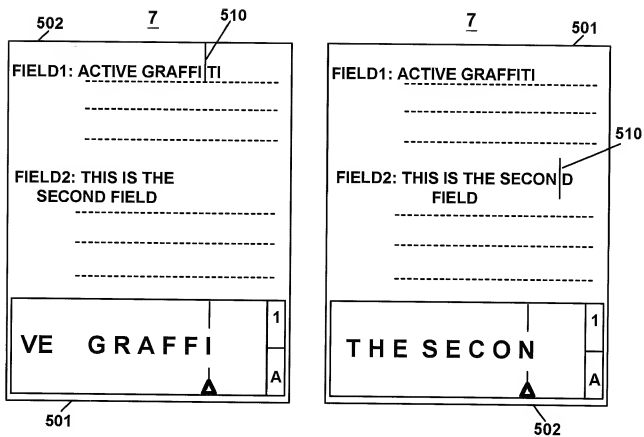 502
7
510
FIELD1: ACTIVE GRAFFITI
FIELD2: THIS IS THE
SECOND FIELD
VE GRAFFI
1
A
501
7
501
FIELD1: ACTIVE GRAFFITI
510
FIELD2: THIS IS THE SECOND
FIELD
THE SECON
1
A
502